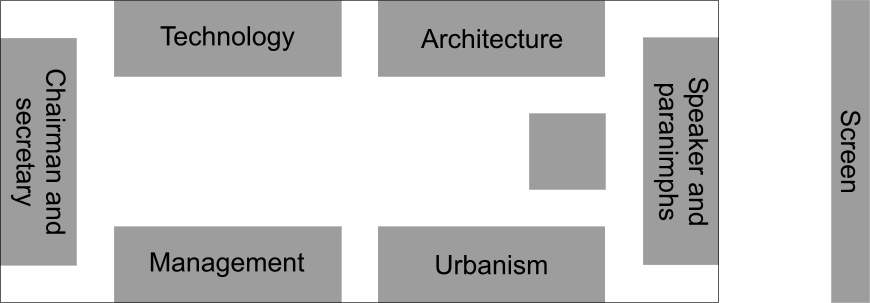 Technology
Architecture
Chairman and
secretary
Speaker and
paranimphs
Screen
Management
Urbanism